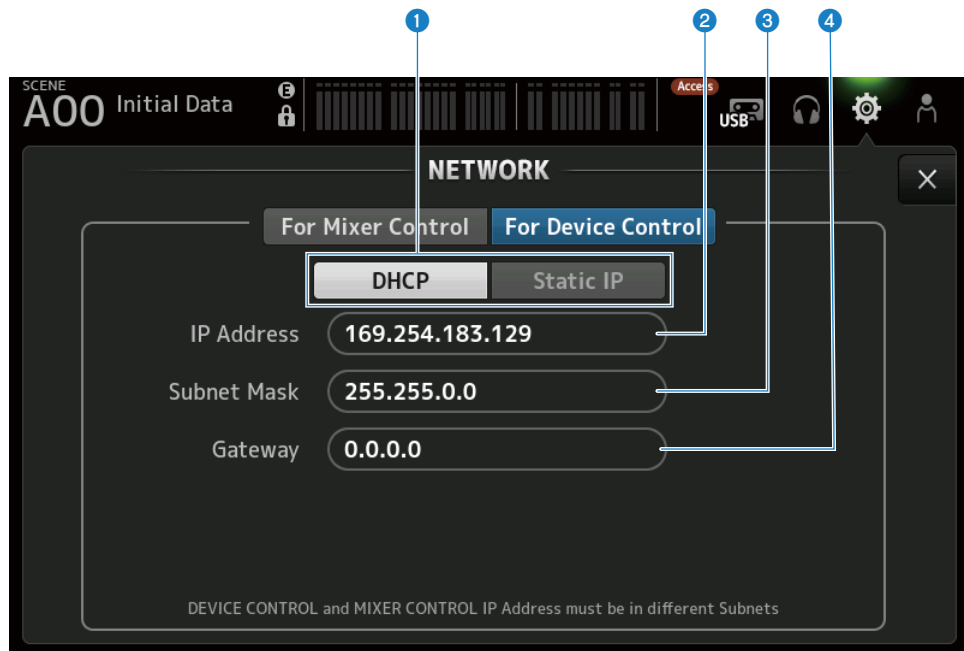 1 2 3 4
SCENE
A00 Initial Data
E
Access
USB
NETWORK
For Mixer Control For Device Control
DHCP Static IP
IP Address 169.254.183.129
Subnet Mask 255.255.0.0
Gateway 0.0.0.0
DEVICE CONTROL and MIXER CONTROL IP Address must be in different Subnets